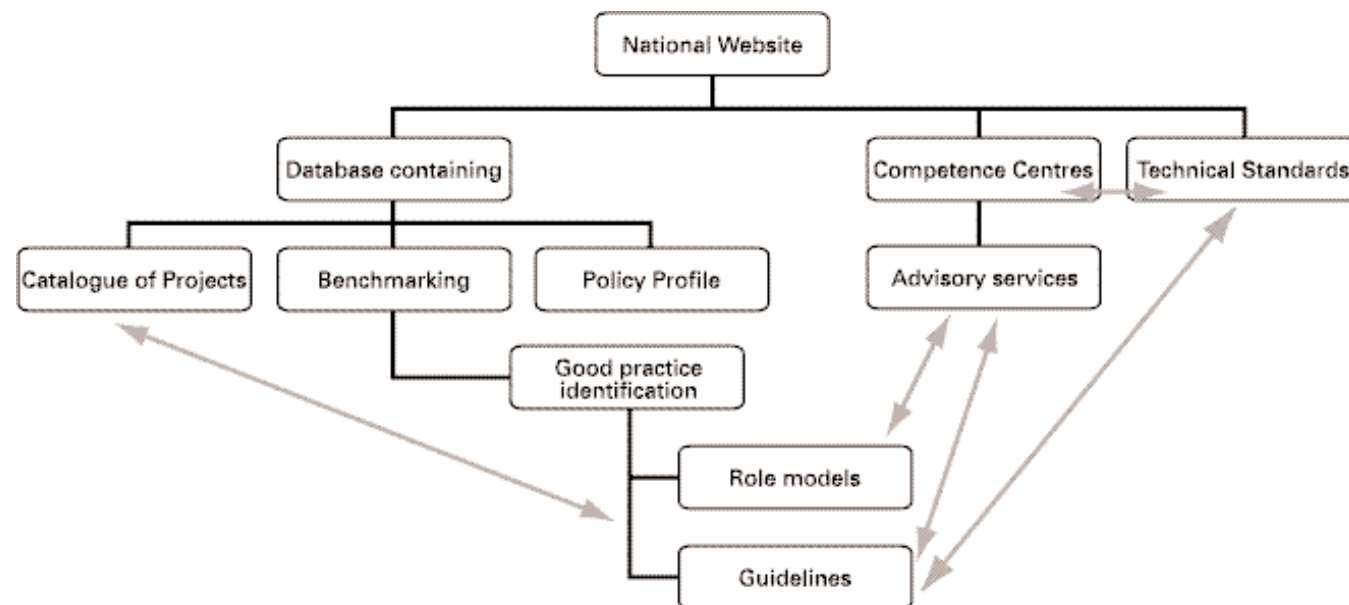 National Website
Database containing
Competence Centres
Technical Standards
Catalogue of Projects
Benchmarking
Policy Profile
Advisory services
Good practice
identification
Role models
Guidelines